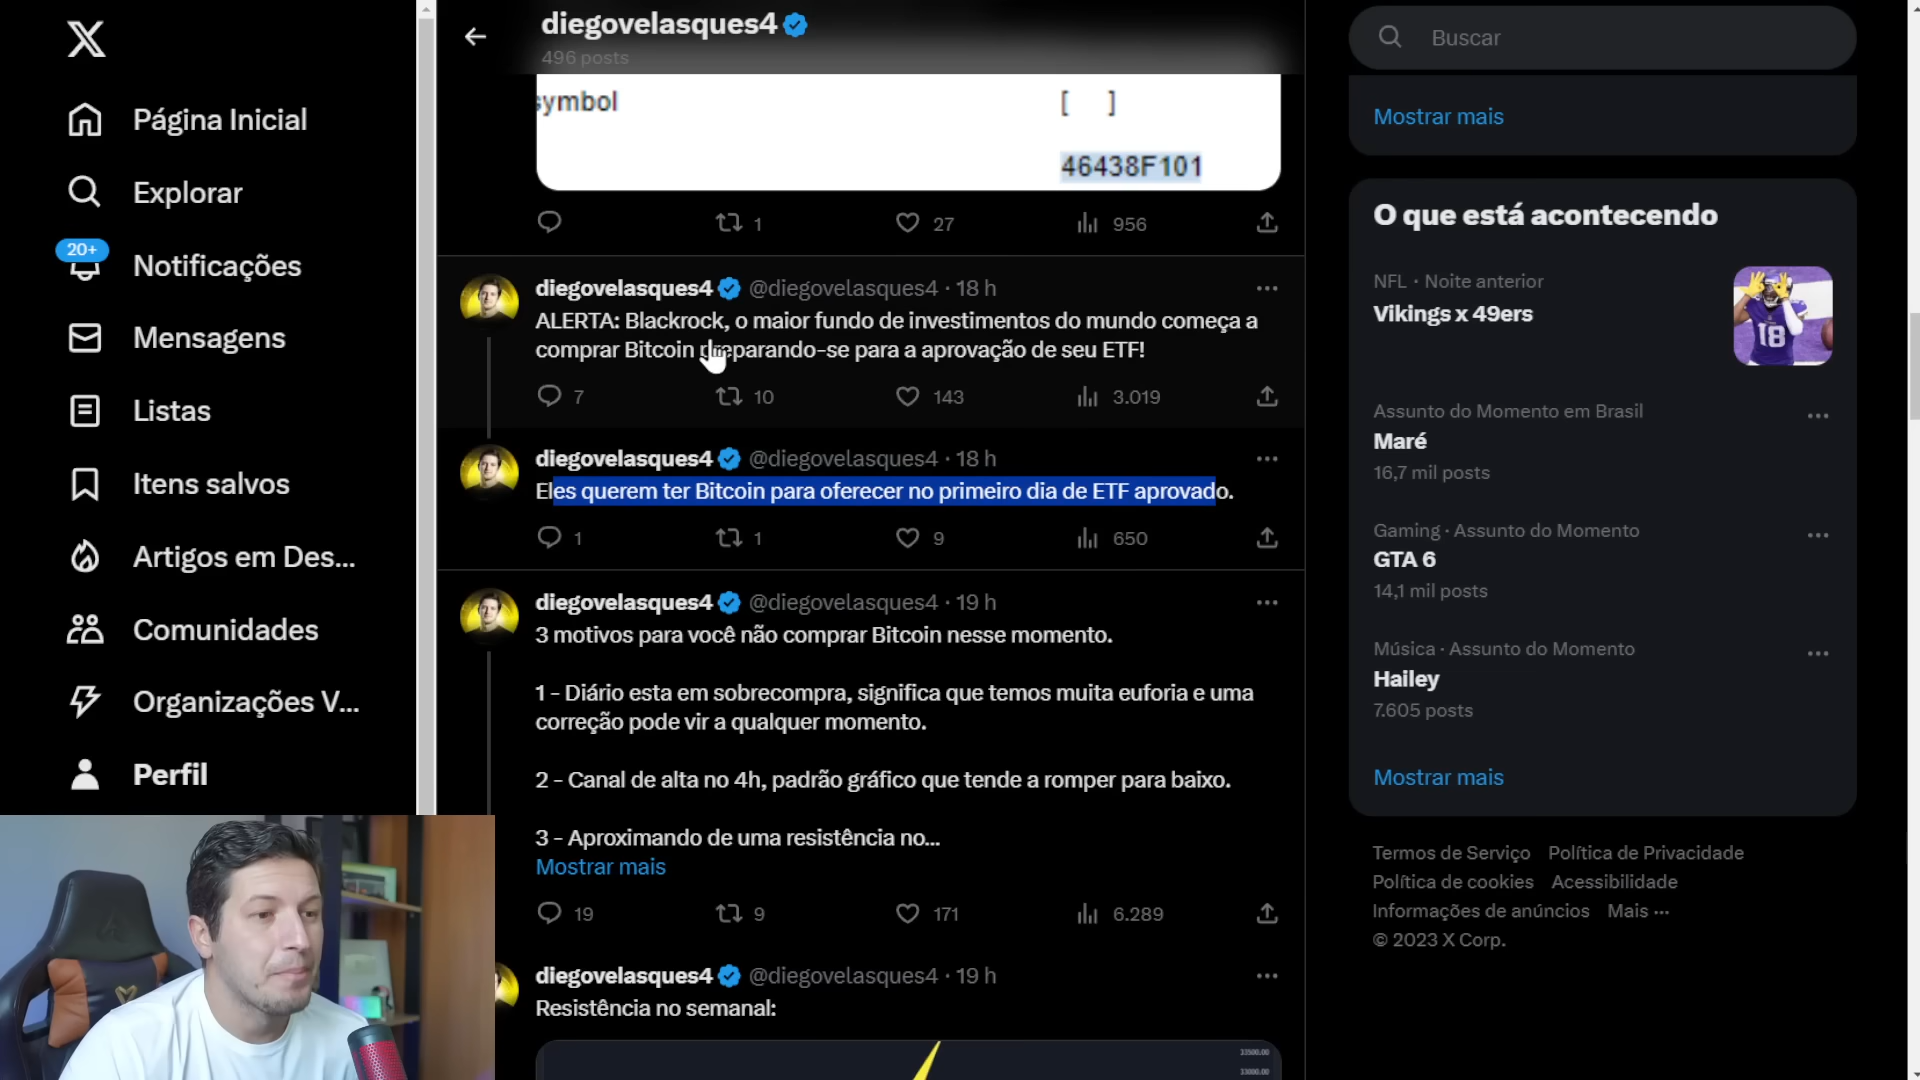 Página Inicial
Explorar
20+
Notificações
Mensagens
Listas
Itens salvos
Artigos em Des...
Comunidades
Organizações V...
Perfil
diegovelasques4
496 posts
symbol [ ]
46438F101
1 27 956
diegovelasques4 @diegovelasques4 · 18 h
ALERTA: Blackrock, o maior fundo de investimentos do mundo começa a
comprar Bitcoin preparando-se para a aprovação de seu ETF!
7 10 143 3.019
diegovelasques4 @diegovelasques4 · 18 h
Eles querem ter Bitcoin para oferecer no primeiro dia de ETF aprovado.
1 1 9 650
diegovelasques4 @diegovelasques4 · 19 h
3 motivos para você não comprar Bitcoin nesse momento.
1 - Diário esta em sobrecompra, significa que temos muita euforia e uma
correção pode vir a qualquer momento.
2 - Canal de alta no 4h, padrão gráfico que tende a romper para baixo.
3 - Aproximando de uma resistência no...
Mostrar mais
19 9 171 6.289
diegovelasques4 @diegovelasques4 · 19 h
Resistência no semanal:
33500.00
33000.00
Buscar
Mostrar mais
O que está acontecendo
NFL · Noite anterior
Vikings x 49ers
18
Assunto do Momento em Brasil
Maré
16,7 mil posts
Gaming · Assunto do Momento
GTA 6
14,1 mil posts
Música · Assunto do Momento
Hailey
7.605 posts
Mostrar mais
Termos de Serviço Política de Privacidade
Política de cookies Acessibilidade
Informações de anúncios Mais ...
© 2023 X Corp.